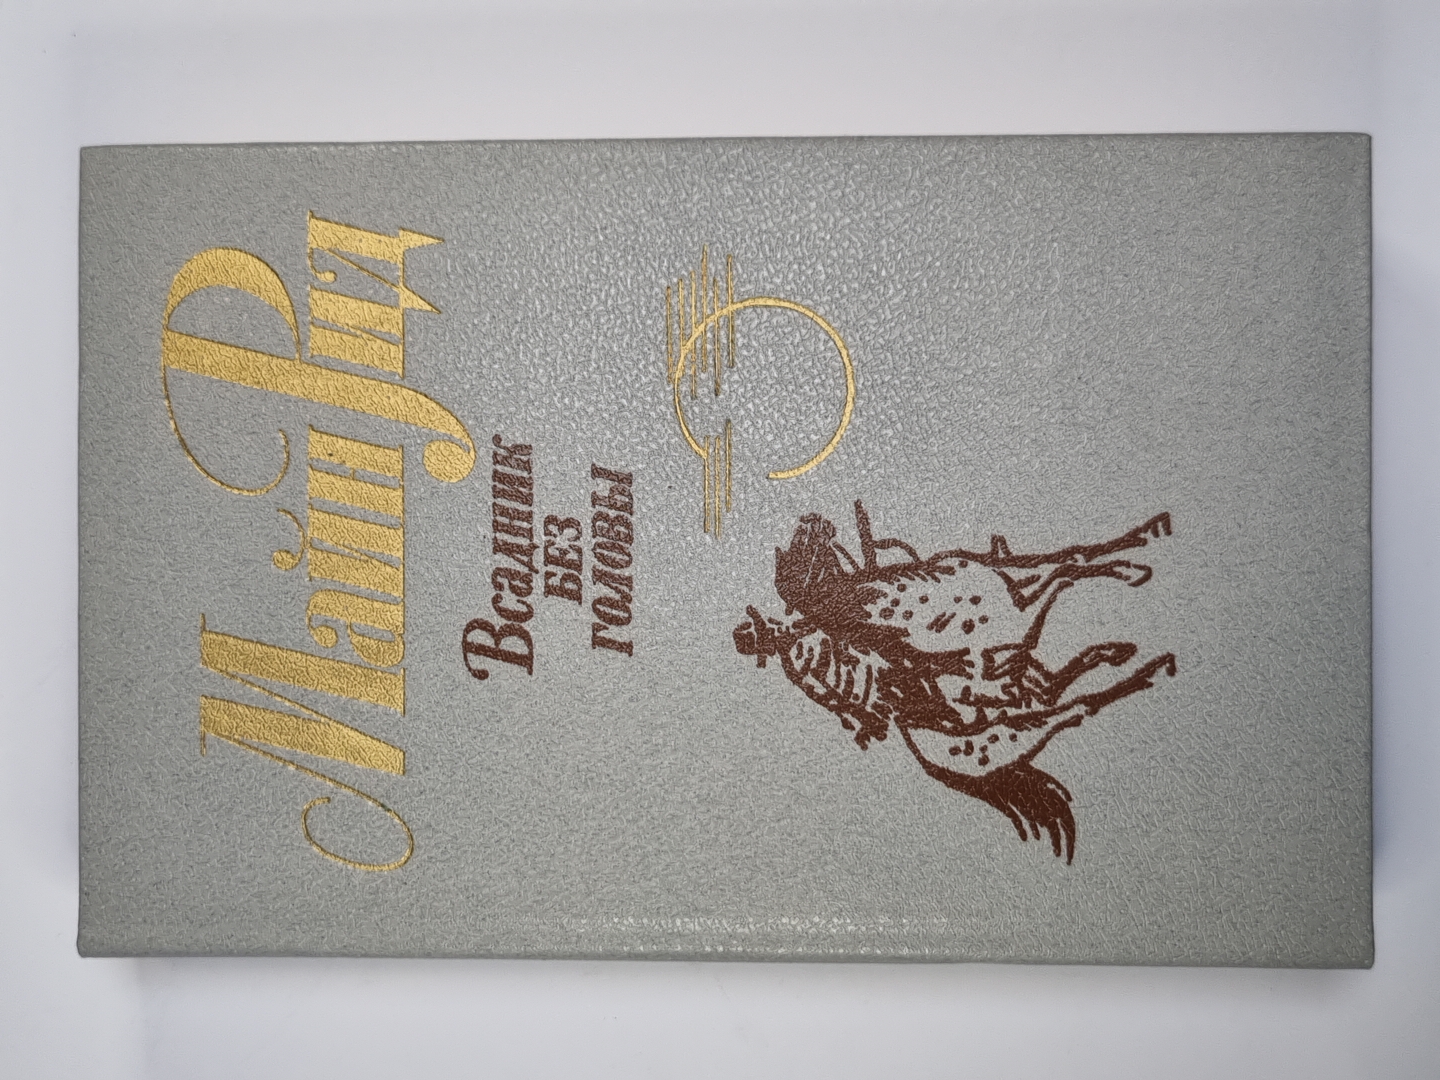 Майн Рид
Всадник
без
головы